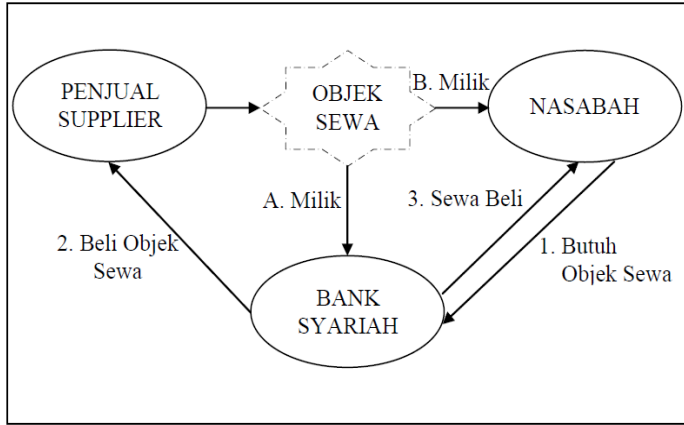 PENJUAL
SUPPLIER
OBJEK
SEWA
B. Milik
NASABAH
A. Milik
3. Sewa Beli
2. Beli Objek
Sewa
1. Butuh
Objek Sewa
BANK
SYARIAH